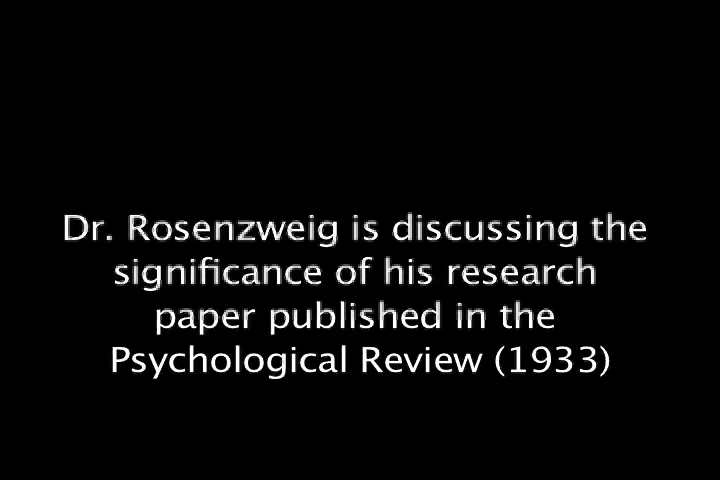 Dr. Rosenzweig is discussing the
significance of his research
paper published in the
Psychological Review (1933)